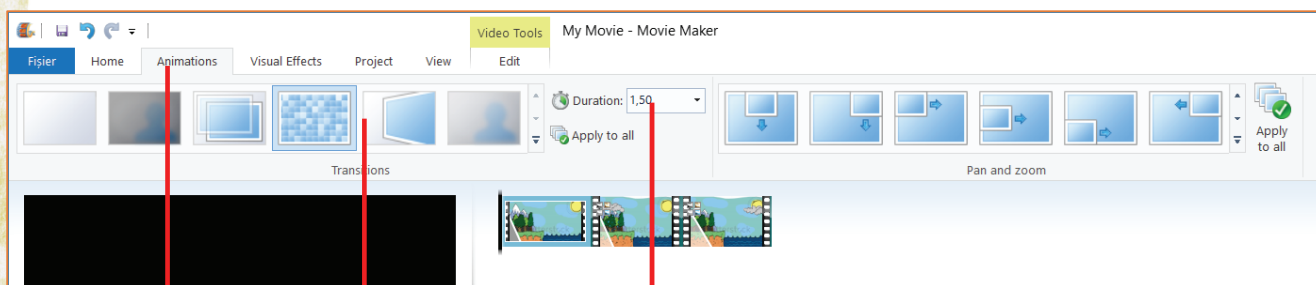 Video Tools My Movie - Movie Maker
Fișier Home Animations Visual Effects Project View Edit
Duration: 1,50
Apply to all
Apply
to all
Transitions Pan and zoom